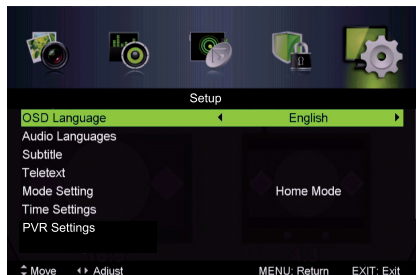 Setup
OSD Language English
Audio Languages
Subtitle
Teletext
Mode Setting Home Mode
Time Settings
PVR Settings
Move Adjust MENU: Return EXIT: Exit